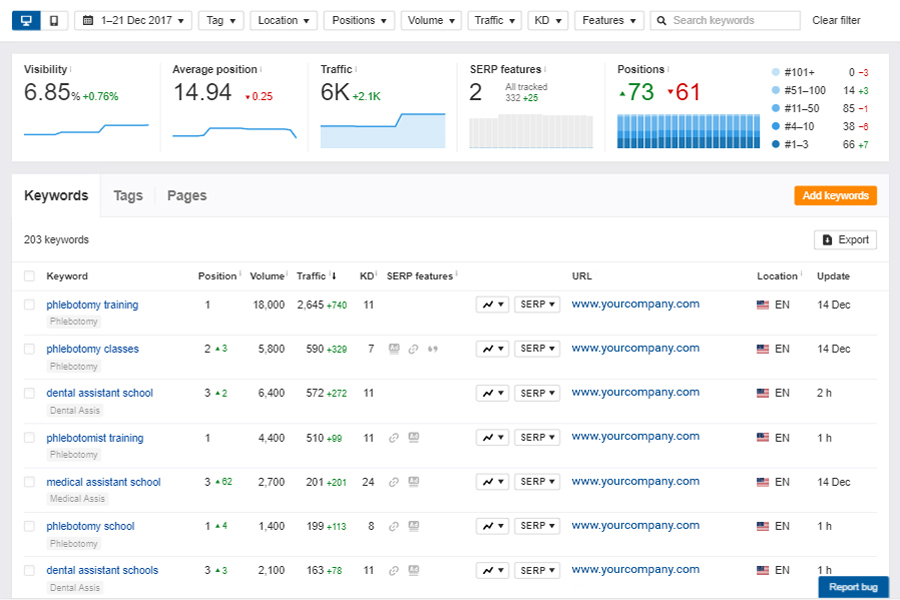 1–21 Dec 2017 ▾ Tag ▾ Location ▾ Positions ▾ Volume ▾ Traffic ▾ KD ▾ Features ▾ Search keywords Clear filter
Visibility i Average position i Traffic i SERP features i Positions i
6.85% +0.76% 14.94 ▾0.25 6K +2.1K 2 All tracked 332 +25 ▴73 ▾61
#101+ 0 –3
#51–100 14 +3
#11–50 85 –1
#4–10 38 –6
#1–3 66 +7
Keywords Tags Pages Add keywords
203 keywords Export
Keyword Position i Volume i Traffic i ↓ KD i SERP features i URL Location i Update
phlebotomy training 1 18,000 2,645 +740 11 SERP ▾ www.yourcompany.com EN 14 Dec
Phlebotomy
phlebotomy classes 2 ▴3 5,800 590 +329 7 Ad SERP ▾ www.yourcompany.com EN 14 Dec
Phlebotomy
dental assistant school 3 ▴2 6,400 572 +272 11 SERP ▾ www.yourcompany.com EN 2 h
Dental Assis
phlebotomist training 1 4,400 510 +99 11 Ad SERP ▾ www.yourcompany.com EN 1 h
Phlebotomy
medical assistant school 3 ▴62 2,700 201 +201 24 Ad SERP ▾ www.yourcompany.com EN 14 Dec
Medical Assis
phlebotomy school 1 ▴4 1,400 199 +113 8 Ad SERP ▾ www.yourcompany.com EN 1 h
Phlebotomy
dental assistant schools 3 ▴3 2,100 163 +78 11 Ad SERP ▾ www.yourcompany.com EN 1 h
Dental Assis
Report bug